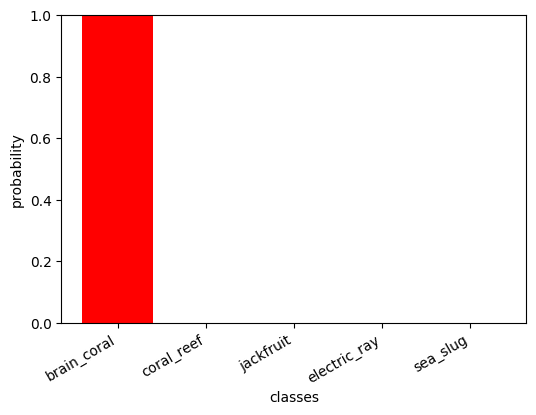 1.0
0.8
0.6
0.4
0.2
0.0
probability
brain_coral
coral_reef
jackfruit
electric_ray
sea_slug
classes